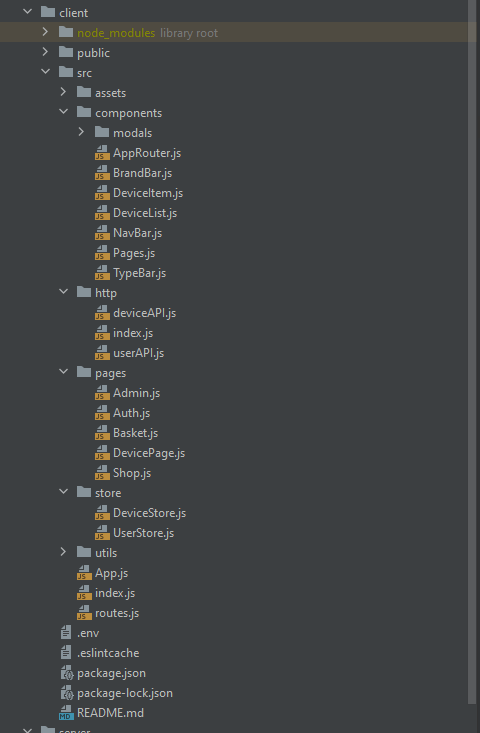 client
node_modules library root
public
src
assets
components
modals
AppRouter.js
BrandBar.js
DeviceItem.js
DeviceList.js
NavBar.js
Pages.js
TypeBar.js
http
deviceAPI.js
index.js
userAPI.js
pages
Admin.js
Auth.js
Basket.js
DevicePage.js
Shop.js
store
DeviceStore.js
UserStore.js
utils
App.js
index.js
routes.js
.env
.eslintcache
package.json
package-lock.json
README.md
server